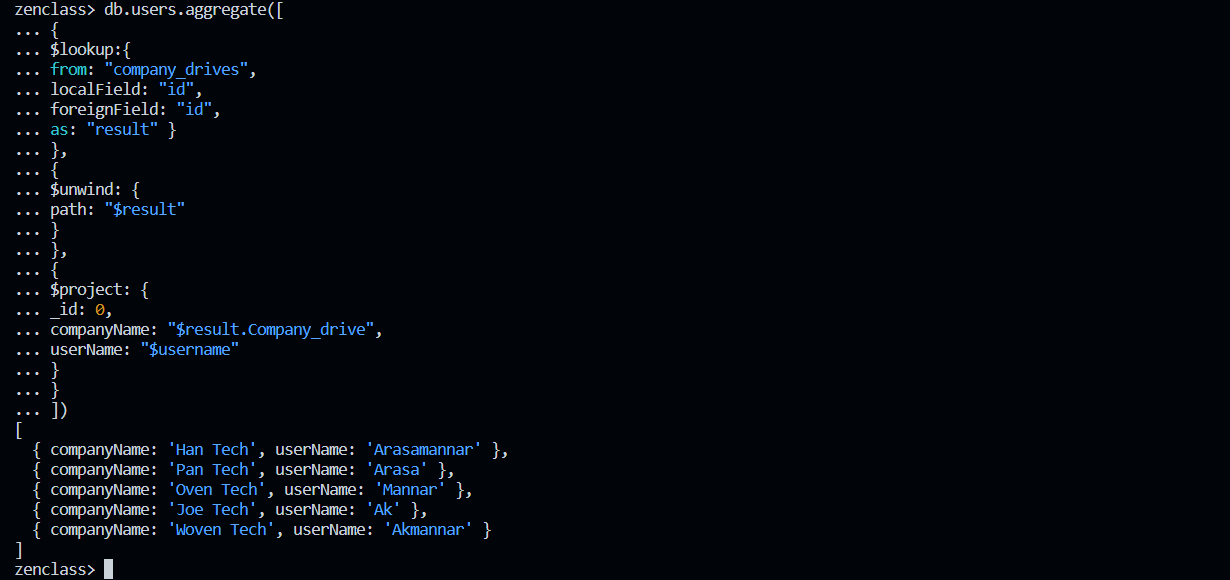 zenclass> db.users.aggregate([
... {
... $lookup:{
... from: "company_drives",
... localField: "id",
... foreignField: "id",
... as: "result" }
... },
... {
... $unwind: {
... path: "$result"
... }
... },
... {
... $project: {
... _id: 0,
... companyName: "$result.Company_drive",
... userName: "$username"
... }
... }
... ])
[
  { companyName: 'Han Tech', userName: 'Arasamannar' },
  { companyName: 'Pan Tech', userName: 'Arasa' },
  { companyName: 'Oven Tech', userName: 'Mannar' },
  { companyName: 'Joe Tech', userName: 'Ak' },
  { companyName: 'Woven Tech', userName: 'Akmannar' }
]
zenclass>